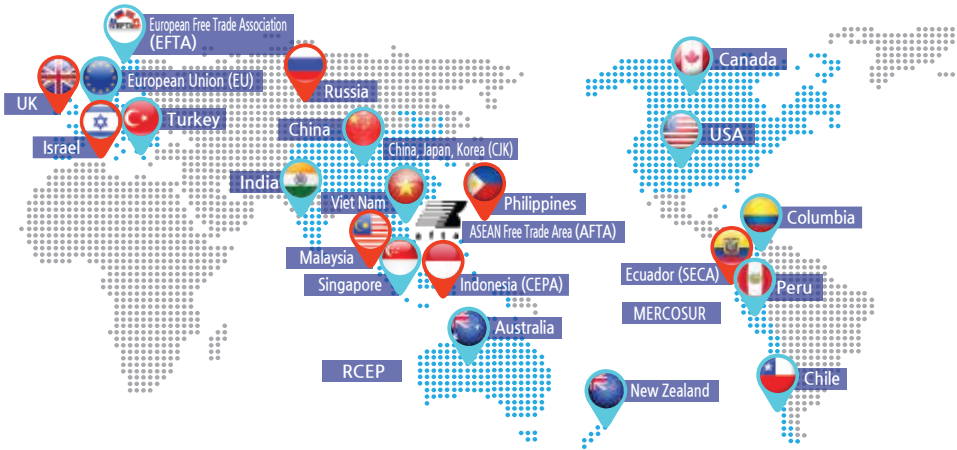 European Free Trade Association
(EFTA)
Canada
European Union (EU)
Russia
UK
Turkey
China
USA
Israel
China, Japan, Korea (CJK)
India
Viet Nam
Philippines
Columbia
afta
ASEAN Free Trade Area (AFTA)
Malaysia
Ecuador (SECA)
Singapore
Indonesia (CEPA)
Peru
MERCOSUR
Australia
RCEP
Chile
New Zealand